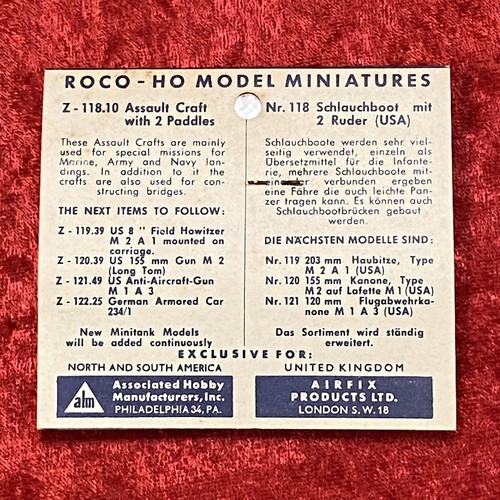 ROCO - HO MODEL MINIATURES
Z - 118.10 Assault Craft
with 2 Paddles
These Assault Crafts are mainly
used for special missions for
Marine, Army and Navy lan-
dings. In addition to it the
crafts are also used for con-
structing bridges.
THE NEXT ITEMS TO FOLLOW:
Z - 119.39 US 8 " Field Howitzer
M 2 A 1 mounted on
carriage.
Z - 120.39 US 155 mm Gun M 2
(Long Tom)
Z - 121.49 US Anti-Aircraft-Gun
M 1 A 3
Z - 122.25 German Armored Car
234/1
New Minitank Models
will be added continuously
Nr. 118 Schlauchboot mit
2 Ruder (USA)
Schlauchboote werden sehr viel-
seitig verwendet, einzeln als
Übersetzmittel für die Infante-
rie, mehrere Schlauchboote mit-
einander verbunden ergeben
eine Fähre die auch leichte Pan-
zer tragen kann. Es können auch
Schlauchbootbrücken gebaut
werden.
DIE NÄCHSTEN MODELLE SIND:
Nr. 119 203 mm Haubitze, Type
M 2 A 1 (USA)
Nr. 120 155 mm Kanone, Type
M 2 auf Lafette M 1 (USA)
Nr. 121 120 mm Flugabwehrka-
none M 1 A 3 (USA)
Das Sortiment wird ständig
erweitert.
EXCLUSIVE FOR:
NORTH AND SOUTH AMERICA
ahm
Associated Hobby
Manufacturers, Inc.
PHILADELPHIA 34, PA.
UNITED KINGDOM
AIRFIX
PRODUCTS LTD.
LONDON S. W. 18